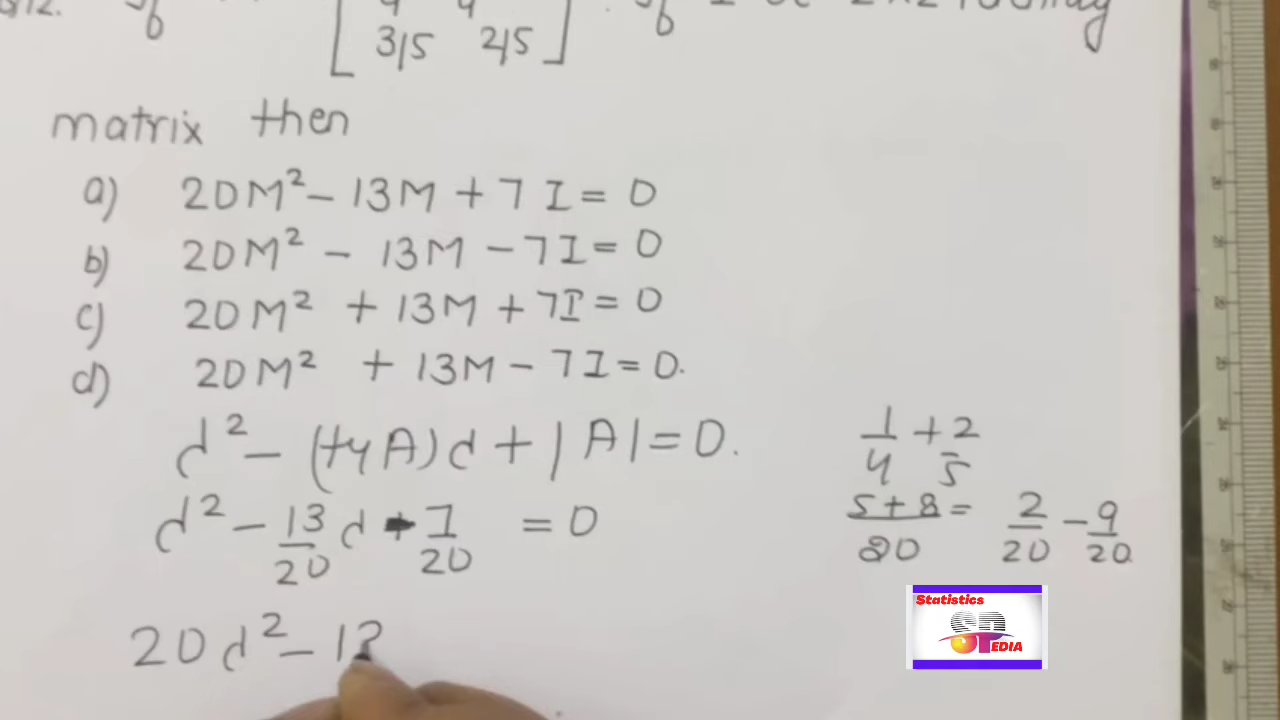 3/5 2/5
matrix then
a) 20M² - 13M + 7 I = 0
b) 20M² - 13M - 7I = 0
c) 20M² + 13M + 7I = 0
d) 20M² + 13M - 7I = 0.
d² - (trA)d + |A| = 0.
d² - 13/20 d - 7/20 = 0
20d² - 13
1/4 + 2/5
5+8/20 = 2/20 - 9/20
Statistics
EDIA